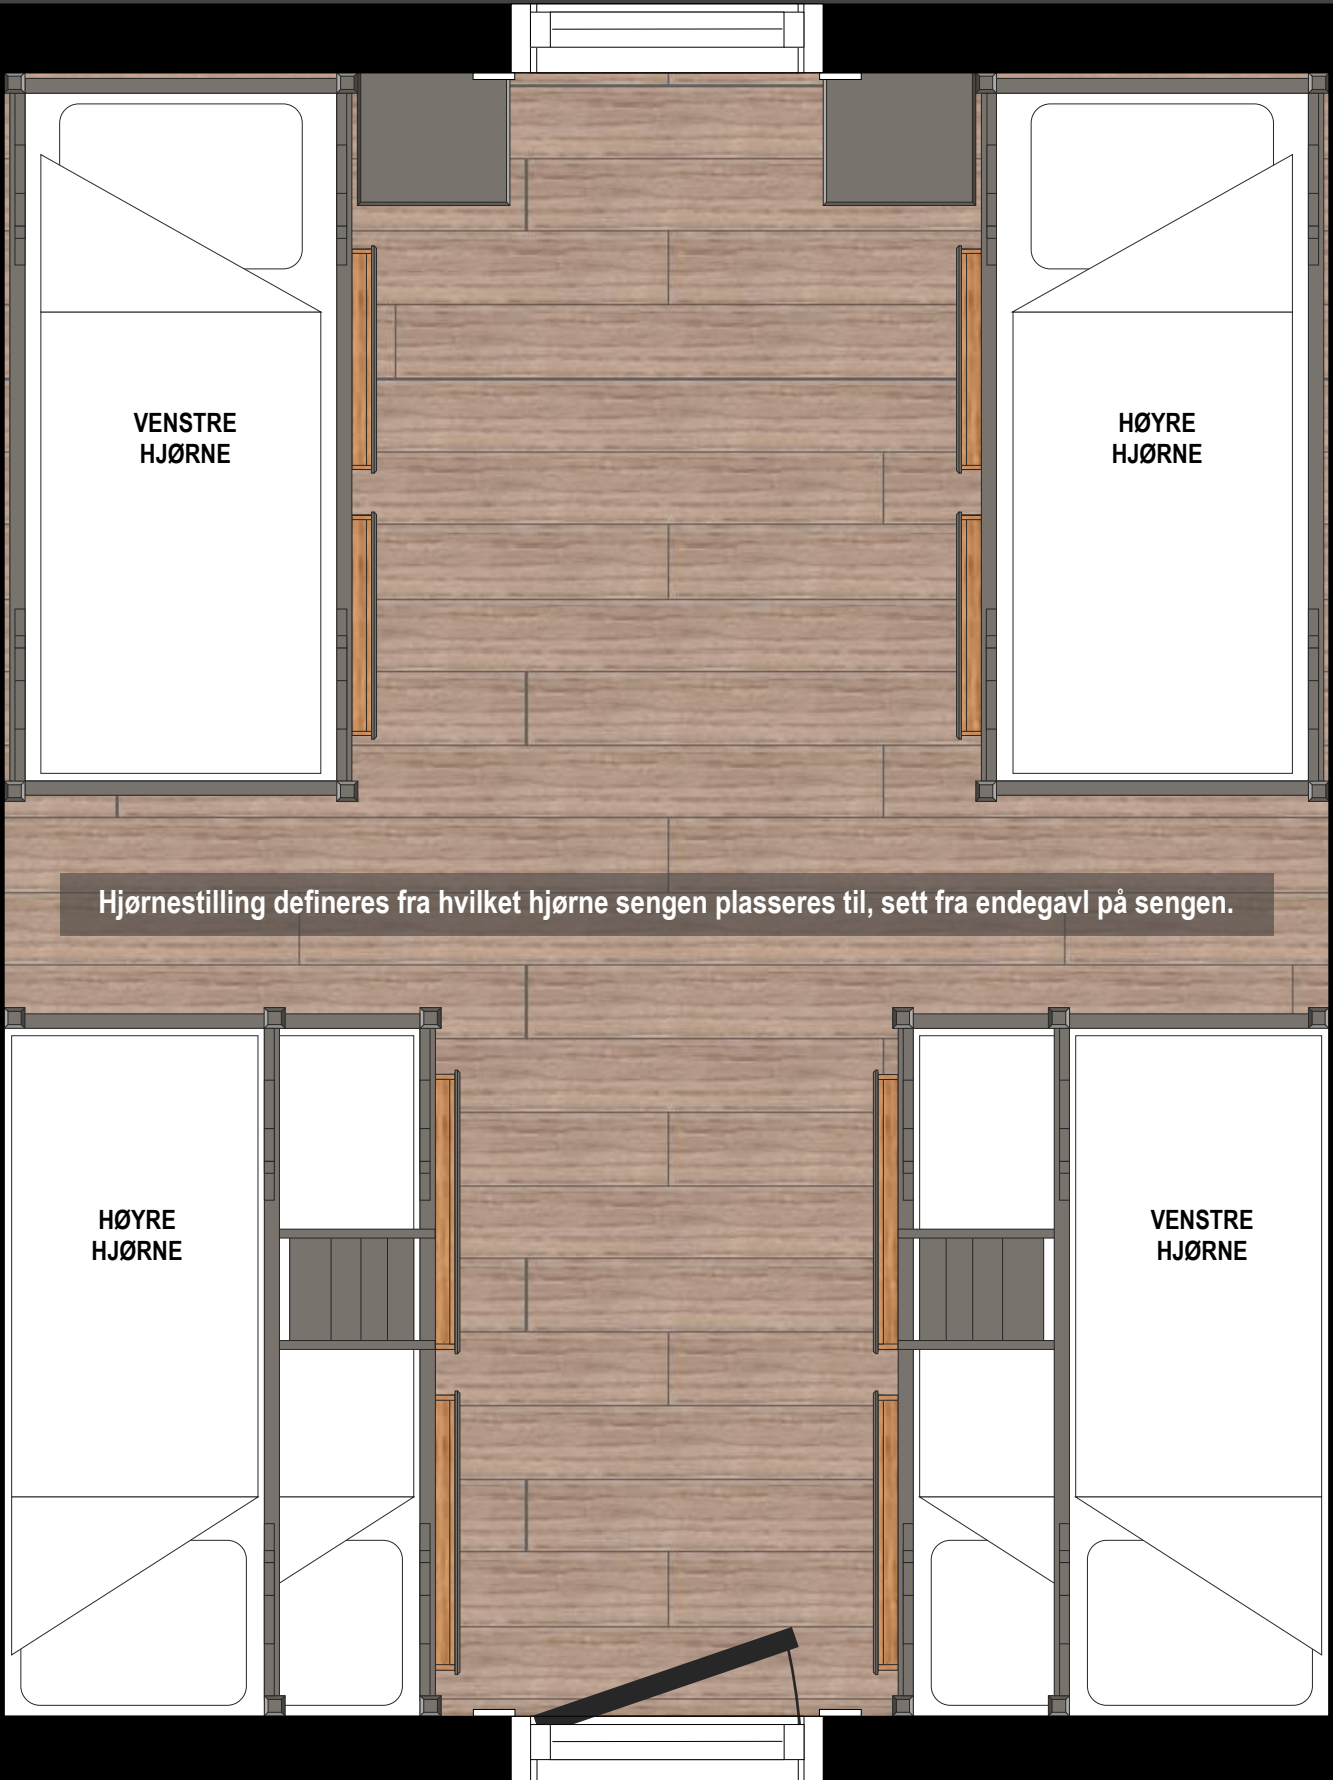 VENSTRE
HJØRNE
HØYRE
HJØRNE
Hjørnestilling defineres fra hvilket hjørne sengen plasseres til, sett fra endegavl på sengen.
HØYRE
HJØRNE
VENSTRE
HJØRNE